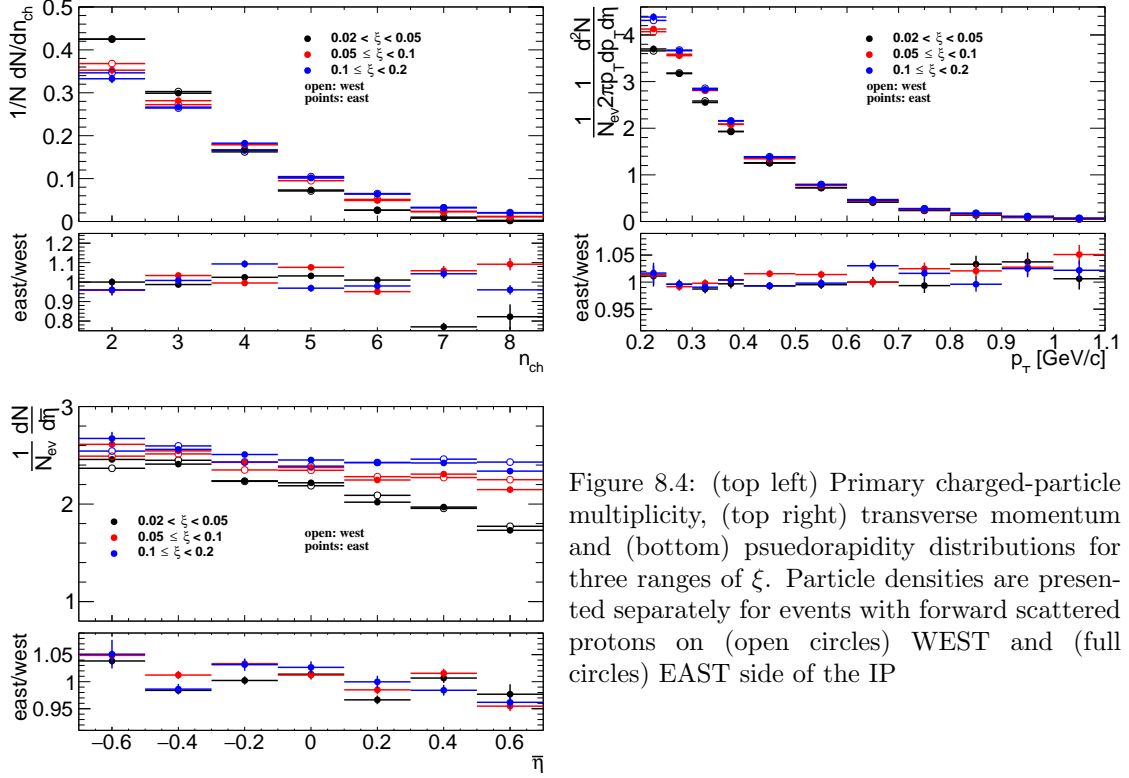 1/N dN/dn_ch
0.4
0.3
0.2
0.1
0
0.02 < ξ < 0.05
0.05 ≤ ξ < 0.1
0.1 ≤ ξ < 0.2
open: west
points: east
east/west
1.2
1.1
1.0
0.9
0.8
2 3 4 5 6 7 8
n_ch
1/N_ev 2πp_T d²N/dp_T dη
4
3
2
1
0
0.02 < ξ < 0.05
0.05 ≤ ξ < 0.1
0.1 ≤ ξ < 0.2
open: west
points: east
east/west
1.05
1
0.95
0.2 0.3 0.4 0.5 0.6 0.7 0.8 0.9 1 1.1
p_T [GeV/c]
1/N_ev dN/dη̅
3
2
1
0.02 < ξ < 0.05
0.05 ≤ ξ < 0.1
0.1 ≤ ξ < 0.2
open: west
points: east
east/west
1.05
1
0.95
−0.6 −0.4 −0.2 0 0.2 0.4 0.6
η̅
Figure 8.4: (top left) Primary charged-particle
multiplicity, (top right) transverse momentum
and (bottom) psuedorapidity distributions for
three ranges of ξ. Particle densities are presen-
ted separately for events with forward scattered
protons on (open circles) WEST and (full
circles) EAST side of the IP